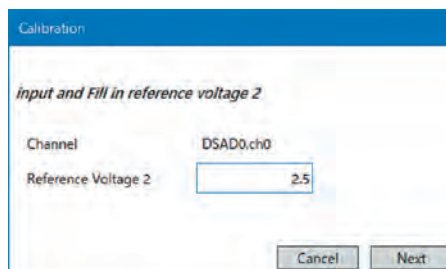 Calibration
input and Fill in reference voltage 2
Channel DSAD0.ch0
Reference Voltage 2 2.5
Cancel Next